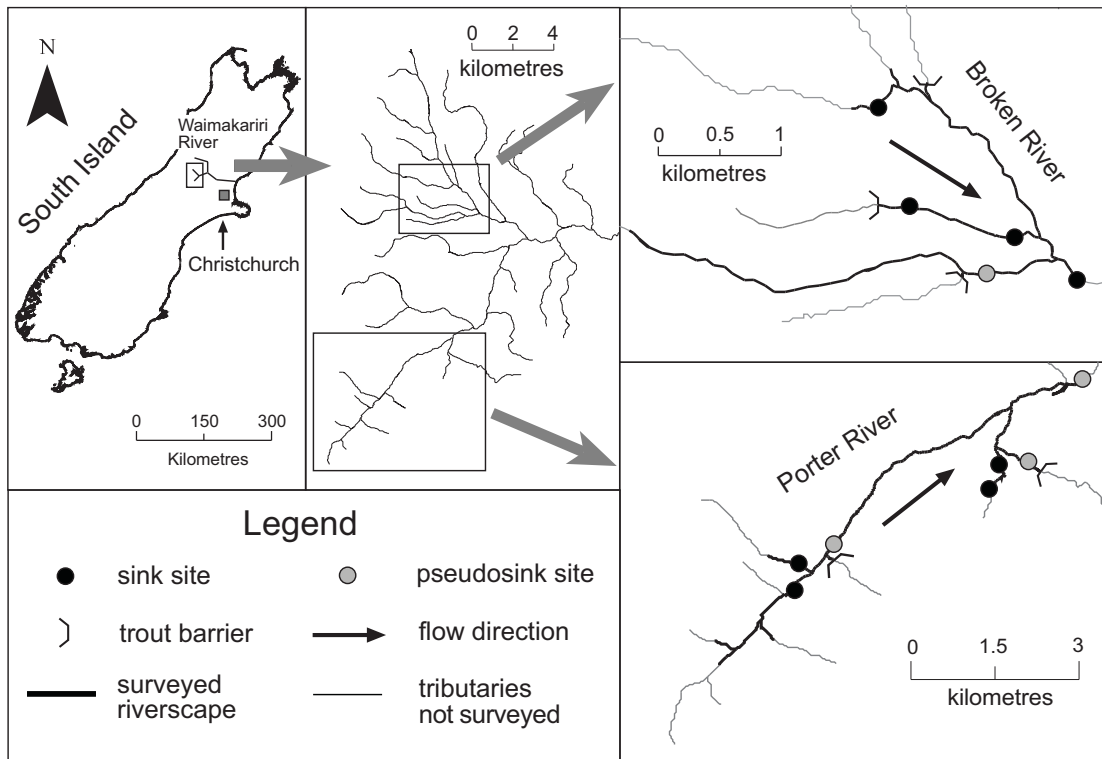 N
Waimakariri
River
South Island
Christchurch
0 150 300
Kilometres
0 2 4
kilometres
Broken River
0 0.5 1
kilometres
Porter River
0 1.5 3
kilometres
Legend
sink site
pseudosink site
trout barrier
flow direction
surveyed
riverscape
tributaries
not surveyed